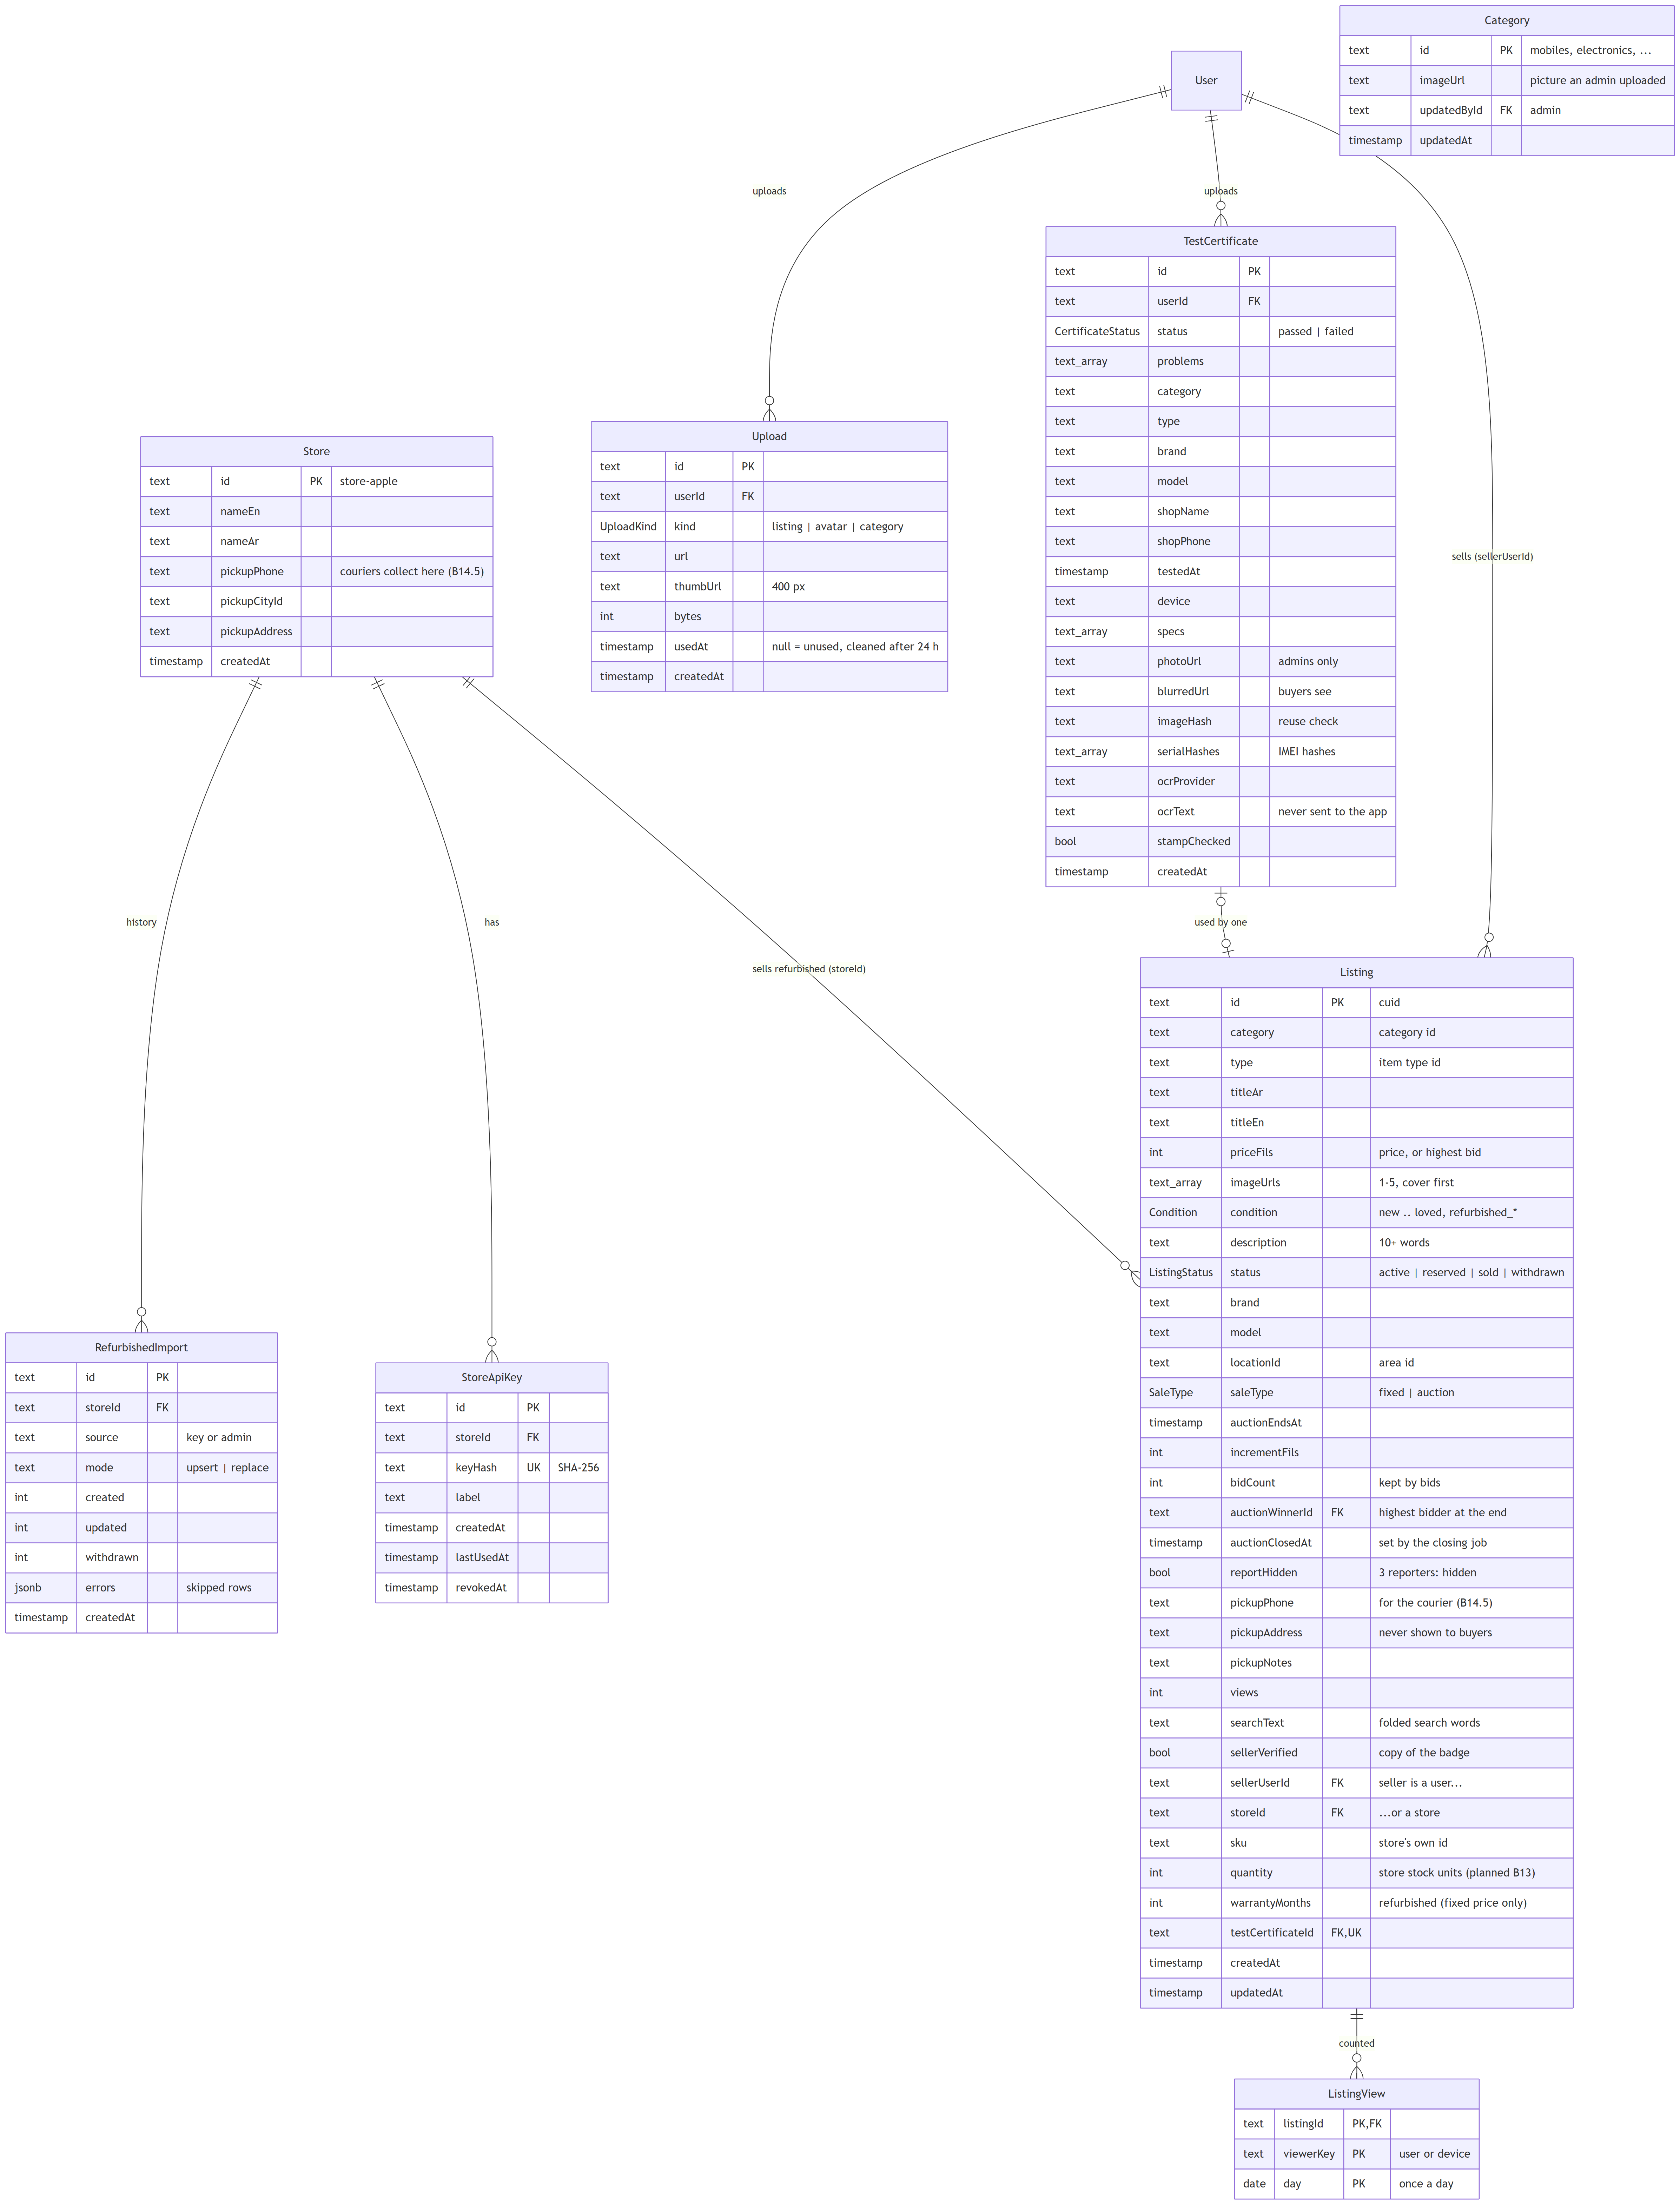 Category
text id PK mobiles, electronics, ...
text imageUrl picture an admin uploaded
text updatedById FK admin
timestamp updatedAt
User
uploads
uploads
sells (sellerUserId)
TestCertificate
text id PK
text userId FK
CertificateStatus status passed | failed
text_array problems
text category
text type
text brand
text model
text shopName
text shopPhone
timestamp testedAt
text device
text_array specs
text photoUrl admins only
text blurredUrl buyers see
text imageHash reuse check
text_array serialHashes IMEI hashes
text ocrProvider
text ocrText never sent to the app
bool stampChecked
timestamp createdAt
Upload
text id PK
text userId FK
UploadKind kind listing | avatar | category
text url
text thumbUrl 400 px
int bytes
timestamp usedAt null = unused, cleaned after 24 h
timestamp createdAt
Store
text id PK store-apple
text nameEn
text nameAr
text pickupPhone couriers collect here (B14.5)
text pickupCityId
text pickupAddress
timestamp createdAt
history
has
sells refurbished (storeId)
used by one
Listing
text id PK cuid
text category category id
text type item type id
text titleAr
text titleEn
int priceFils price, or highest bid
text_array imageUrls 1-5, cover first
Condition condition new .. loved, refurbished_*
text description 10+ words
ListingStatus status active | reserved | sold | withdrawn
text brand
text model
text locationId area id
SaleType saleType fixed | auction
timestamp auctionEndsAt
int incrementFils
int bidCount kept by bids
text auctionWinnerId FK highest bidder at the end
timestamp auctionClosedAt set by the closing job
bool reportHidden 3 reporters: hidden
text pickupPhone for the courier (B14.5)
text pickupAddress never shown to buyers
text pickupNotes
int views
text searchText folded search words
bool sellerVerified copy of the badge
text sellerUserId FK seller is a user...
text storeId FK ...or a store
text sku store's own id
int quantity store stock units (planned B13)
int warrantyMonths refurbished (fixed price only)
text testCertificateId FK,UK
timestamp createdAt
timestamp updatedAt
RefurbishedImport
text id PK
text storeId FK
text source key or admin
text mode upsert | replace
int created
int updated
int withdrawn
jsonb errors skipped rows
timestamp createdAt
StoreApiKey
text id PK
text storeId FK
text keyHash UK SHA-256
text label
timestamp createdAt
timestamp lastUsedAt
timestamp revokedAt
counted
ListingView
text listingId PK,FK
text viewerKey PK user or device
date day PK once a day